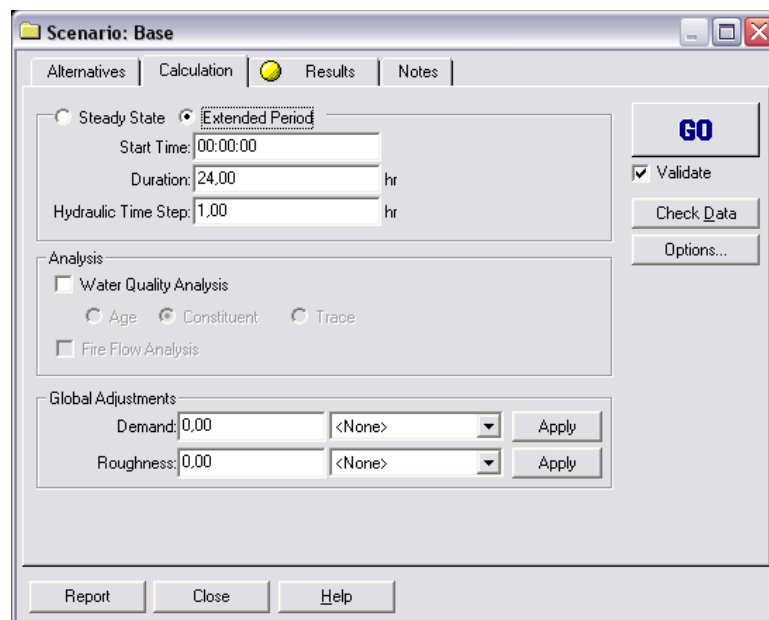 Scenario: Base
Alternatives Calculation Results Notes
Steady State Extended Period
Start Time: 00:00:00
Duration: 24,00 hr
Hydraulic Time Step: 1,00 hr
GO
Validate
Check Data
Options...
Analysis
Water Quality Analysis
Age Constituent Trace
Fire Flow Analysis
Global Adjustments
Demand: 0,00 <None> Apply
Roughness: 0,00 <None> Apply
Report Close Help